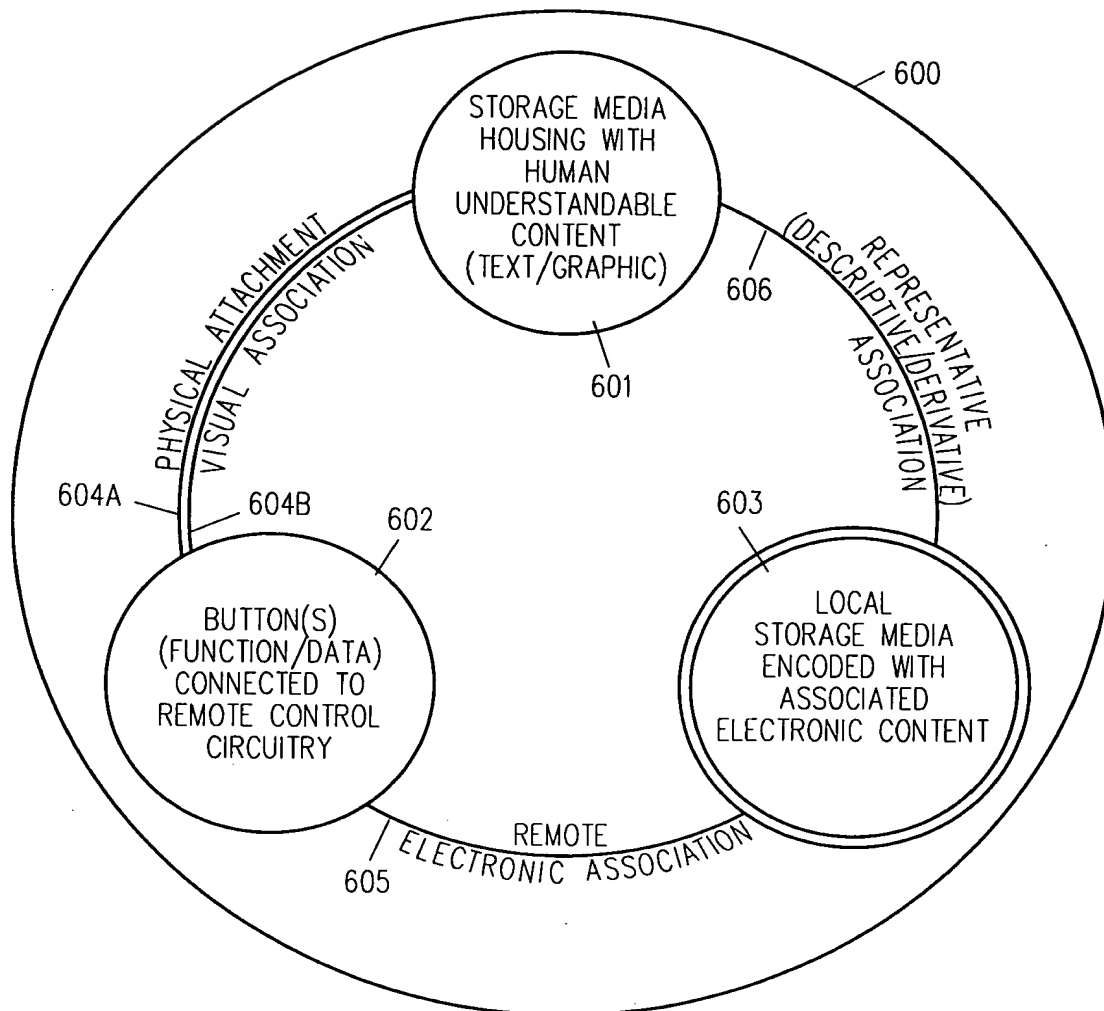 600
STORAGE MEDIA
HOUSING WITH
HUMAN
UNDERSTANDABLE
CONTENT
(TEXT/GRAPHIC)
601
606
REPRESENTATIVE
(DESCRIPTIVE/DERIVATIVE)
ASSOCIATION
PHYSICAL ATTACHMENT
VISUAL ASSOCIATION
604A
604B
602
603
BUTTON(S)
(FUNCTION/DATA)
CONNECTED TO
REMOTE CONTROL
CIRCUITRY
LOCAL
STORAGE MEDIA
ENCODED WITH
ASSOCIATED
ELECTRONIC CONTENT
REMOTE
ELECTRONIC ASSOCIATION
605